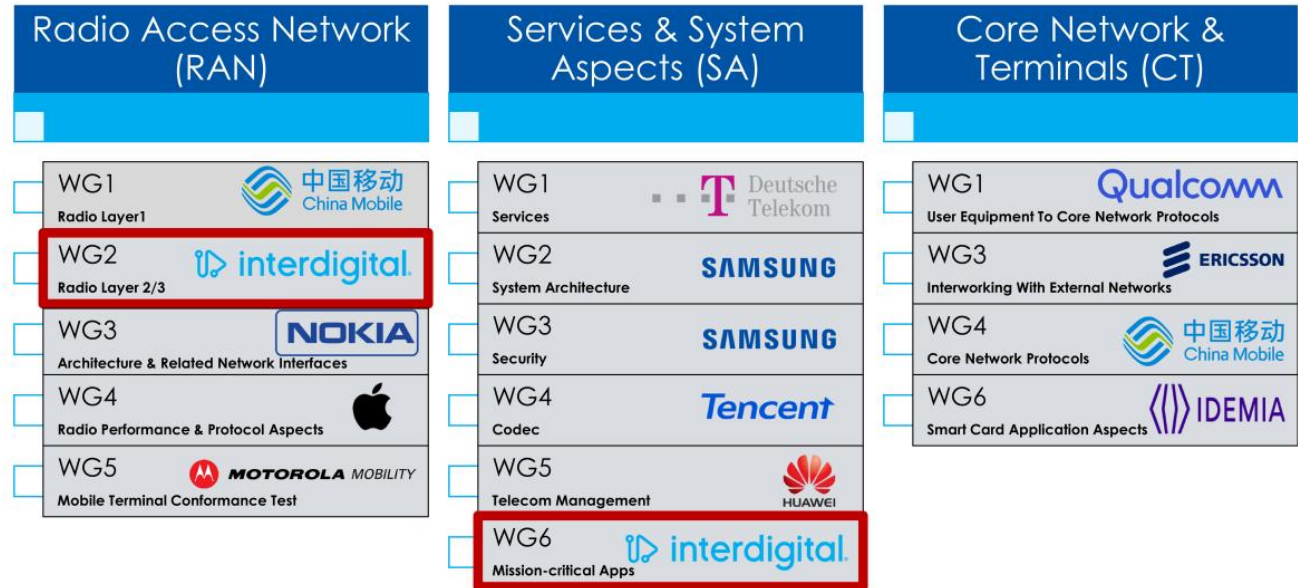 Radio Access Network
(RAN)
WG1
中国移动
China Mobile
Radio Layer1
WG2
interdigital.
Radio Layer 2/3
WG3
NOKIA
Architecture & Related Network Interfaces
WG4
Radio Performance & Protocol Aspects
WG5
MOTOROLA MOBILITY
Mobile Terminal Conformance Test
Services & System
Aspects (SA)
WG1
T Deutsche
Telekom
Services
WG2
SAMSUNG
System Architecture
WG3
SAMSUNG
Security
WG4
Tencent
Codec
WG5
Telecom Management
HUAWEI
WG6
interdigital.
Mission-critical Apps
Core Network &
Terminals (CT)
WG1
Qualcomm
User Equipment To Core Network Protocols
WG3
ERICSSON
Interworking With External Networks
WG4
中国移动
China Mobile
Core Network Protocols
WG6
IDEMIA
Smart Card Application Aspects